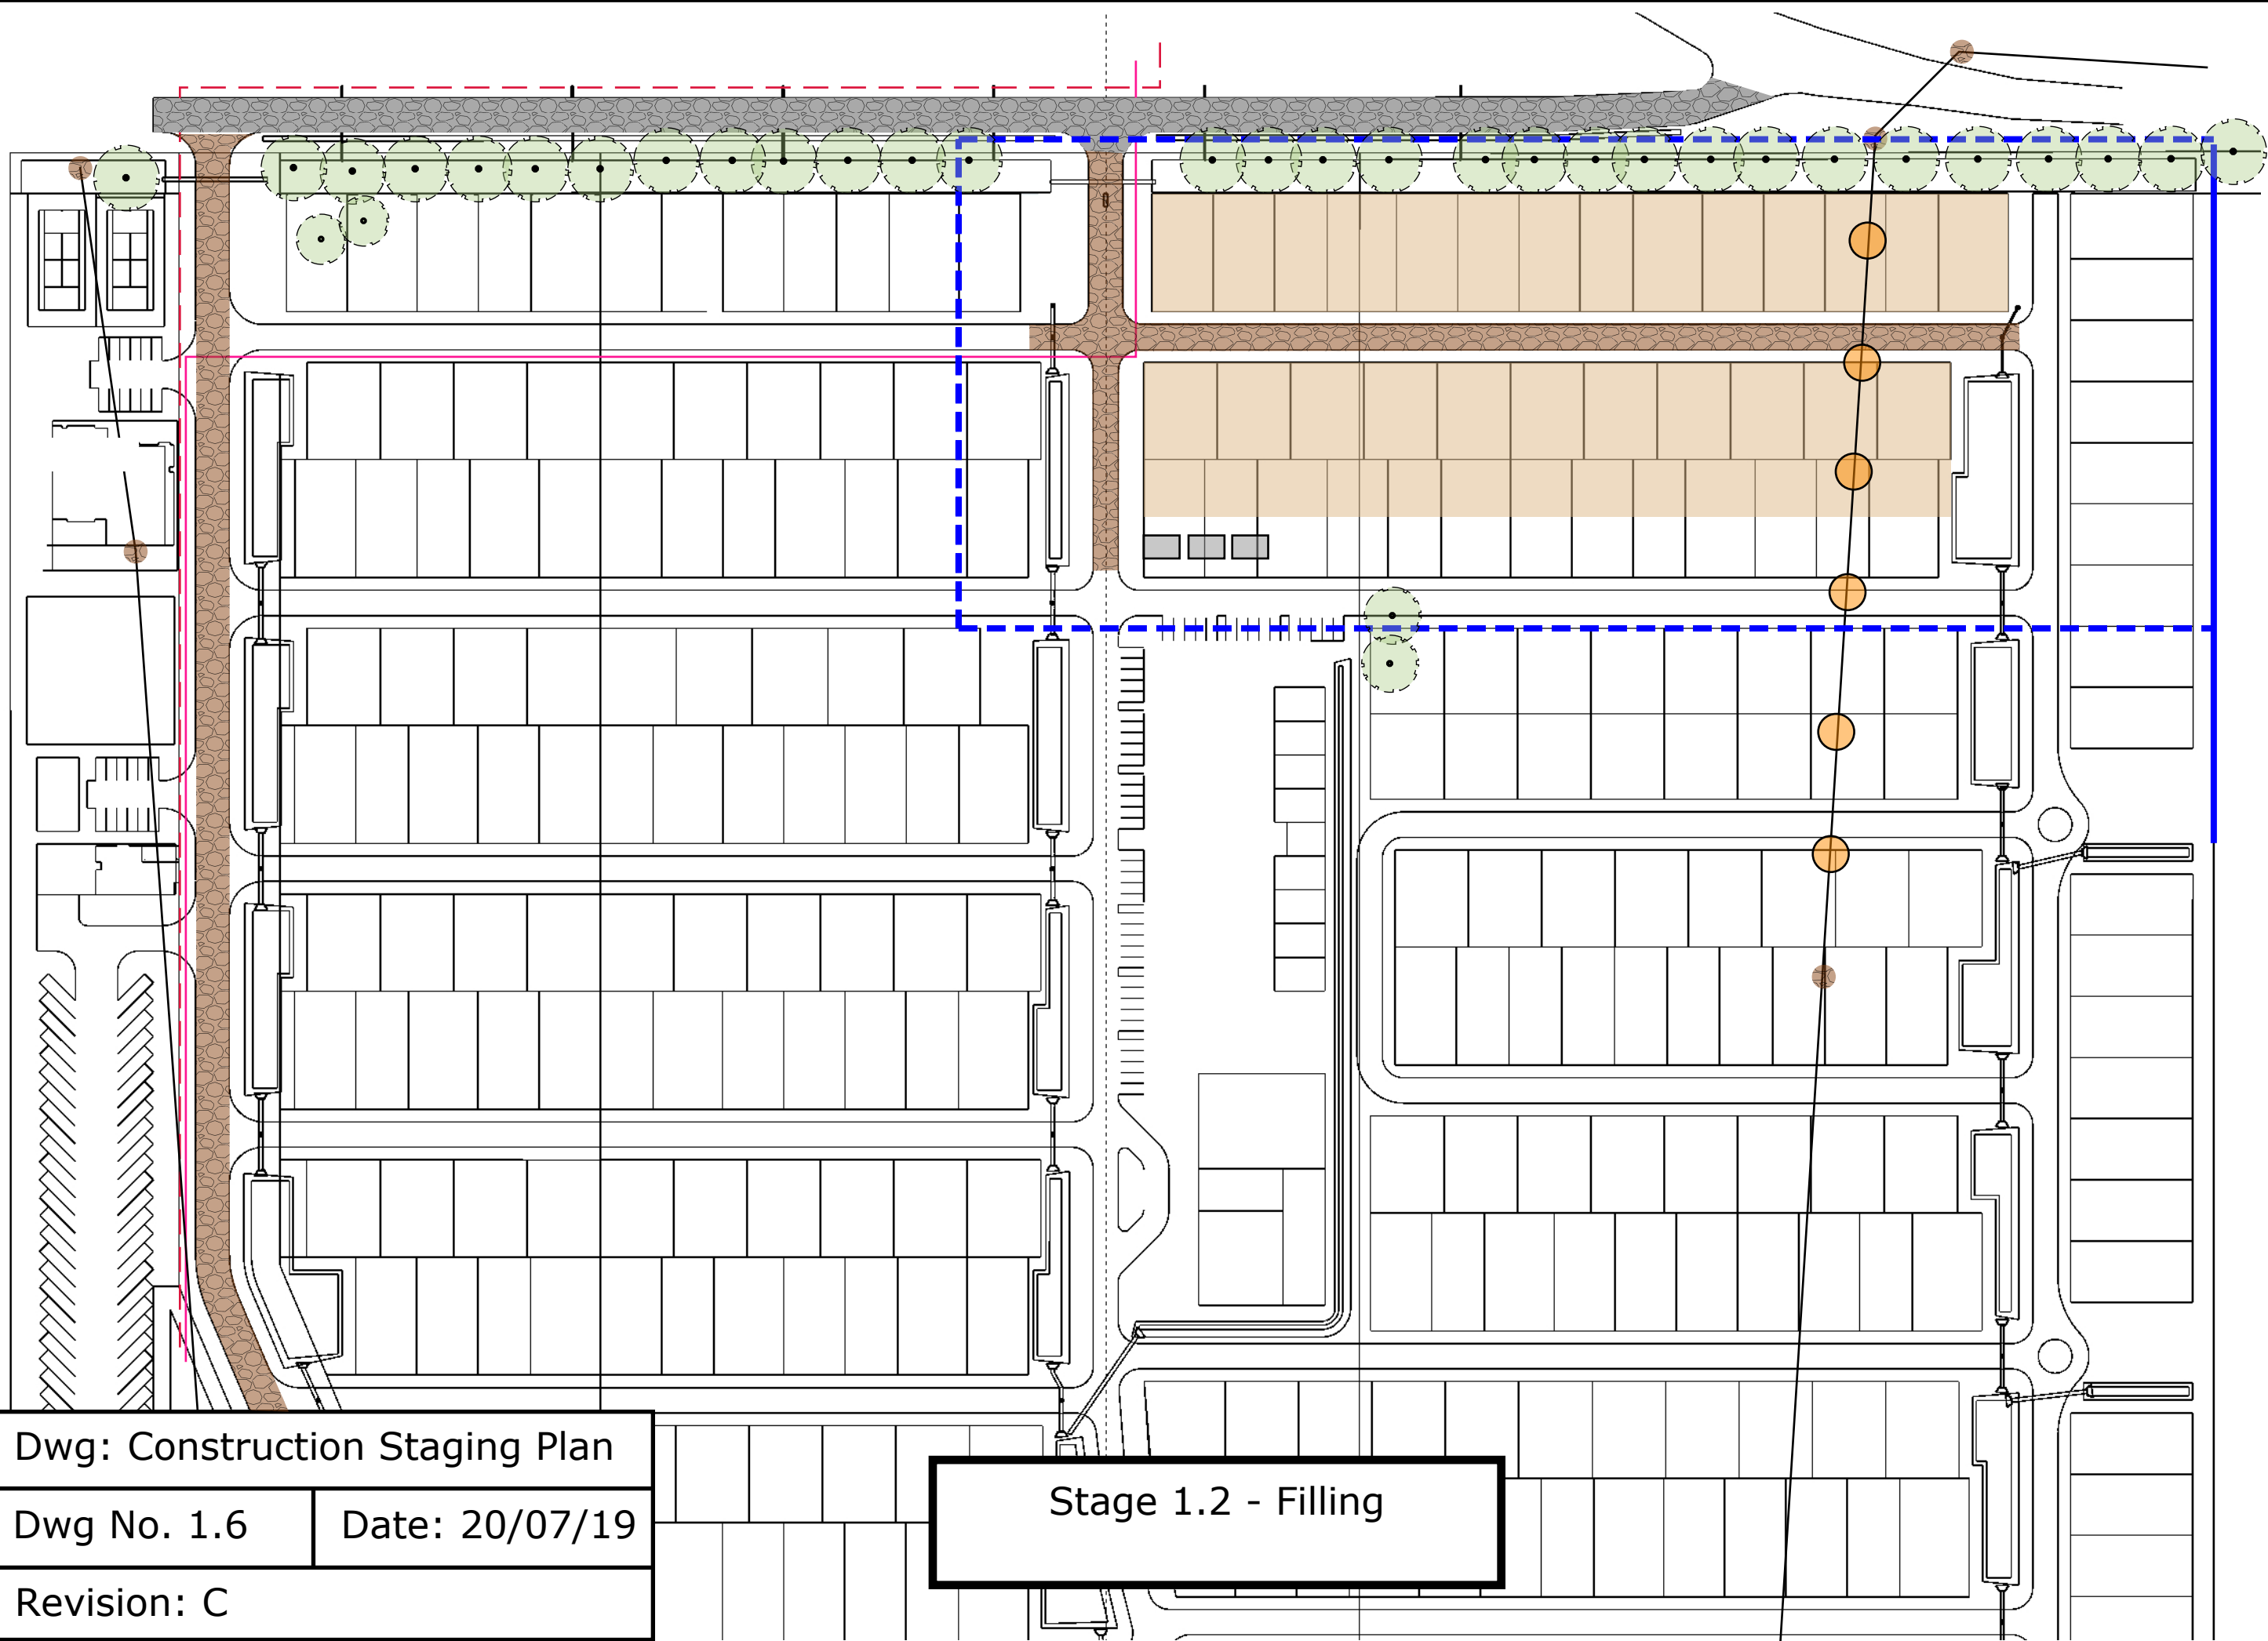 Dwg: Construction Staging Plan
Dwg No. 1.6
Date: 20/07/19
Revision: C
Stage 1.2 - Filling